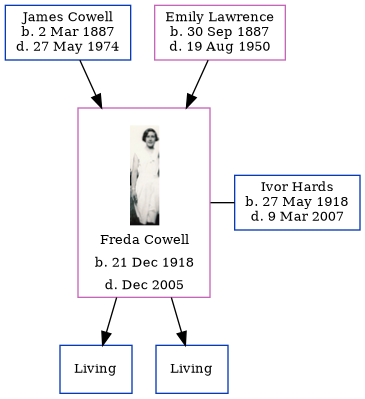 James Cowell
b. 2 Mar 1887
d. 27 May 1974
Emily Lawrence
b. 30 Sep 1887
d. 19 Aug 1950
Freda Cowell
b. 21 Dec 1918
d. Dec 2005
Ivor Hards
b. 27 May 1918
d. 9 Mar 2007
Living
Living